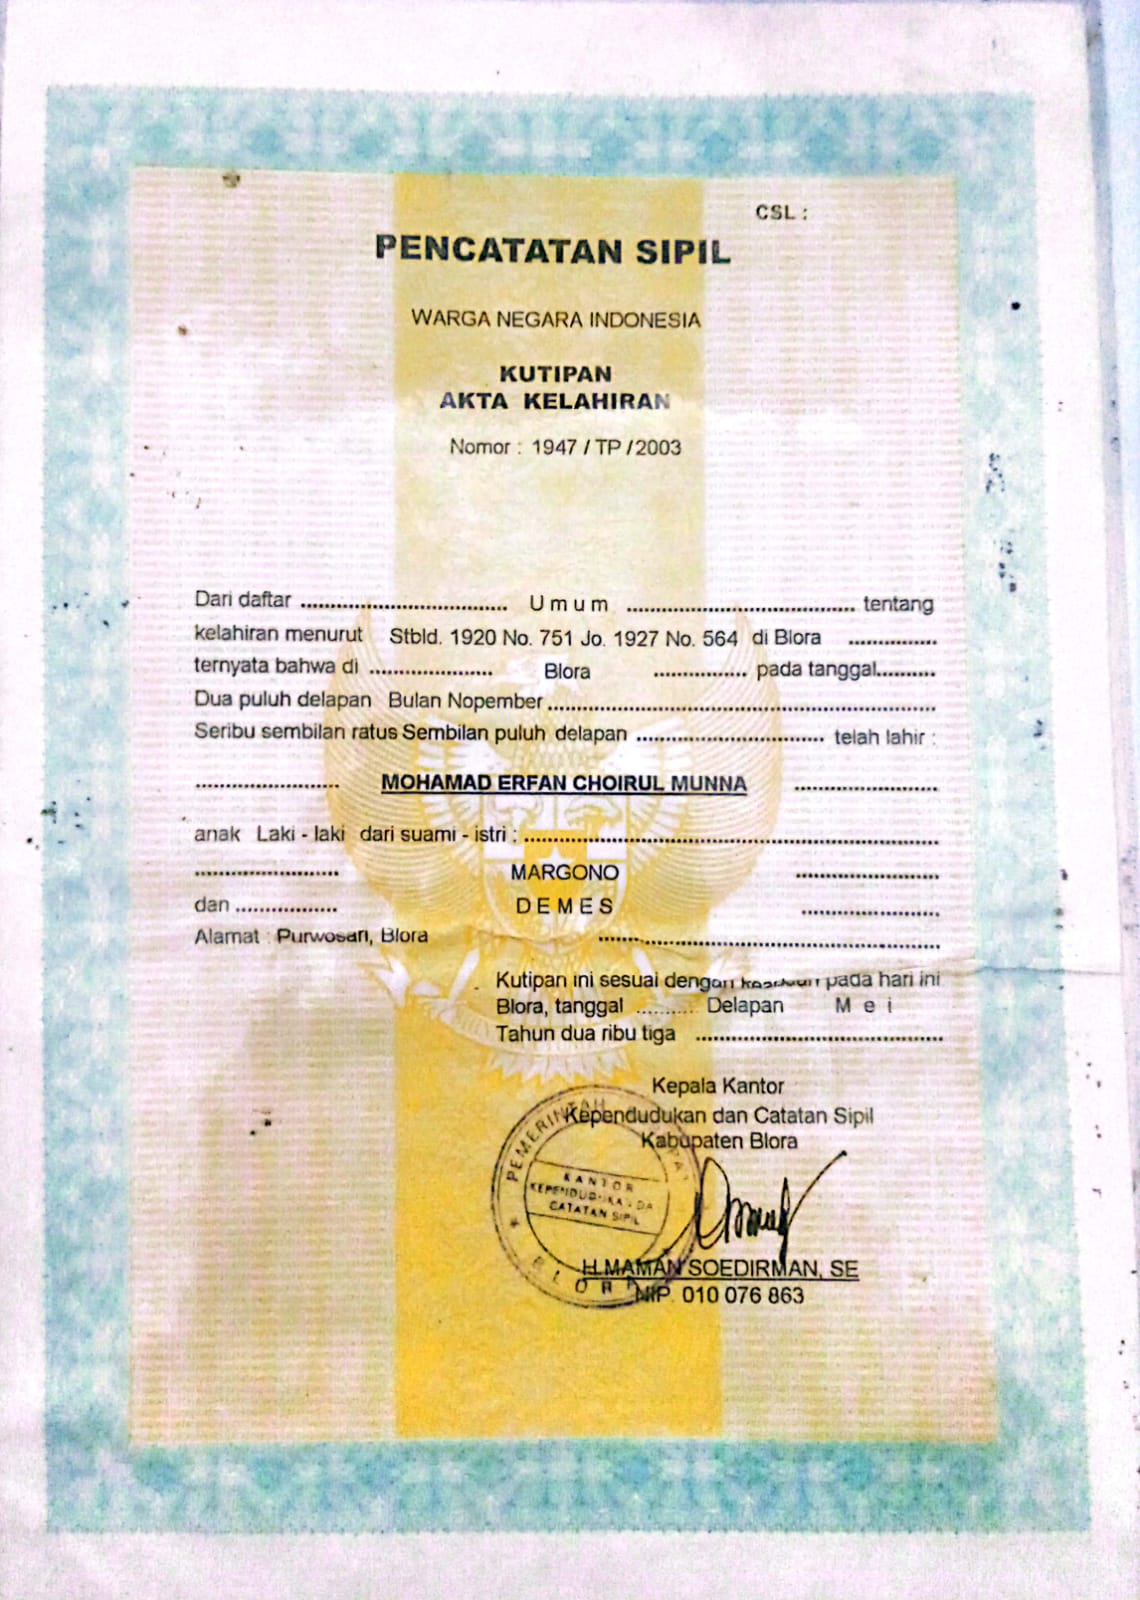 CSL :
PENCATATAN SIPIL
WARGA NEGARA INDONESIA
KUTIPAN
AKTA KELAHIRAN
Nomor : 1947 / TP / 2003
Dari daftar .................................... U m u m ....................................... tentang
kelahiran menurut Stbld. 1920 No. 751 Jo. 1927 No. 564 di Blora ...............
ternyata bahwa di ..................... Blora ................ pada tanggal..........
Dua puluh delapan Bulan Nopember ..................................................................
Seribu sembilan ratus Sembilan puluh delapan ................................ telah lahir :
......................... MOHAMAD ERFAN CHOIRUL MUNNA .........................
anak Laki - laki dari suami - istri : .......................................................................
......................... MARGONO .........................
dan .................. D E M E S ........................
Alamat : Purwosari, Blora ..........................................................
Kutipan ini sesuai dengan pada hari ini
Blora, tanggal .......... Delapan M e i
Tahun dua ribu tiga ..........................................
Kepala Kantor
Kependudukan dan Catatan Sipil
Kabupaten Blora
PEMERINTAH
KANTOR
CATATAN SIPIL
BLORA
H.MAMAN SOEDIRMAN, SE
NIP. 010 076 863